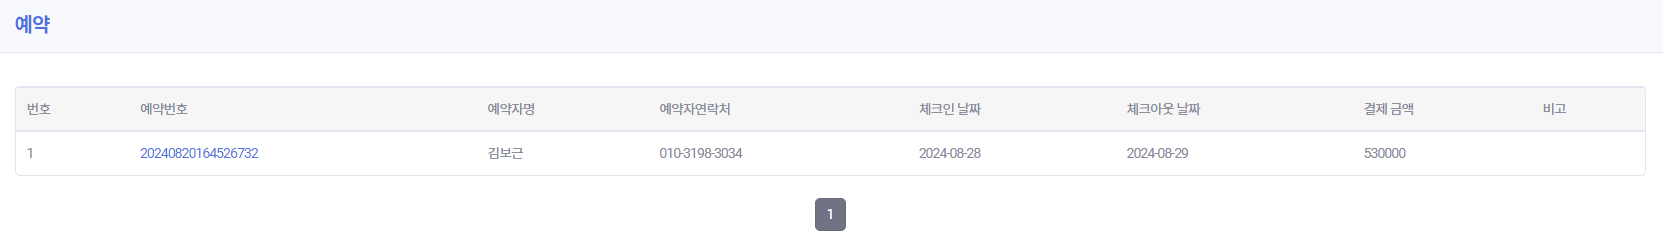 예약
번호 예약번호 예약자명 예약자연락처 체크인 날짜 체크아웃 날짜 결제 금액 비고
1 20240820164526732 김보근 010-3198-3034 2024-08-28 2024-08-29 530000
1